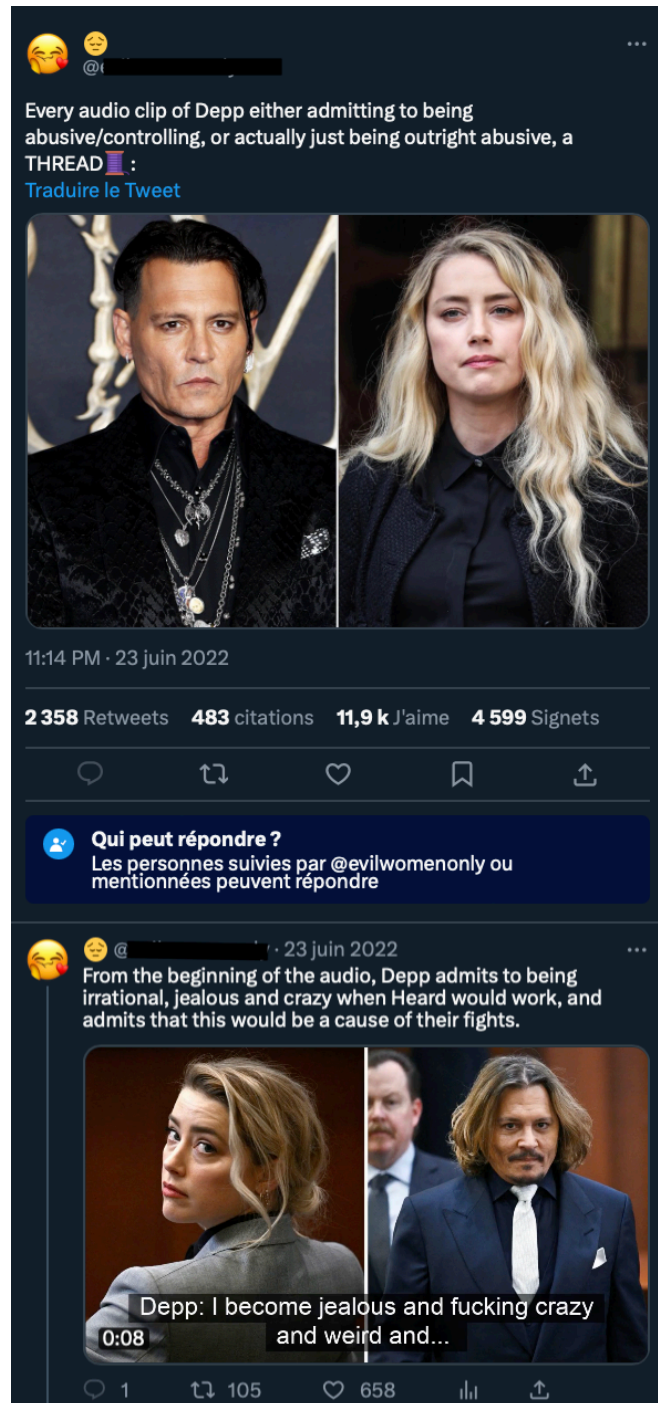 Every audio clip of Depp either admitting to being
abusive/controlling, or actually just being outright abusive, a
THREAD🧵:
Traduire le Tweet
11:14 PM · 23 juin 2022
2 358 Retweets 483 citations 11,9 k J'aime 4 599 Signets
Qui peut répondre ?
Les personnes suivies par @evilwomenonly ou
mentionnées peuvent répondre
· 23 juin 2022
From the beginning of the audio, Depp admits to being
irrational, jealous and crazy when Heard would work, and
admits that this would be a cause of their fights.
Depp: I become jealous and fucking crazy
and weird and...
0:08
1 105 658